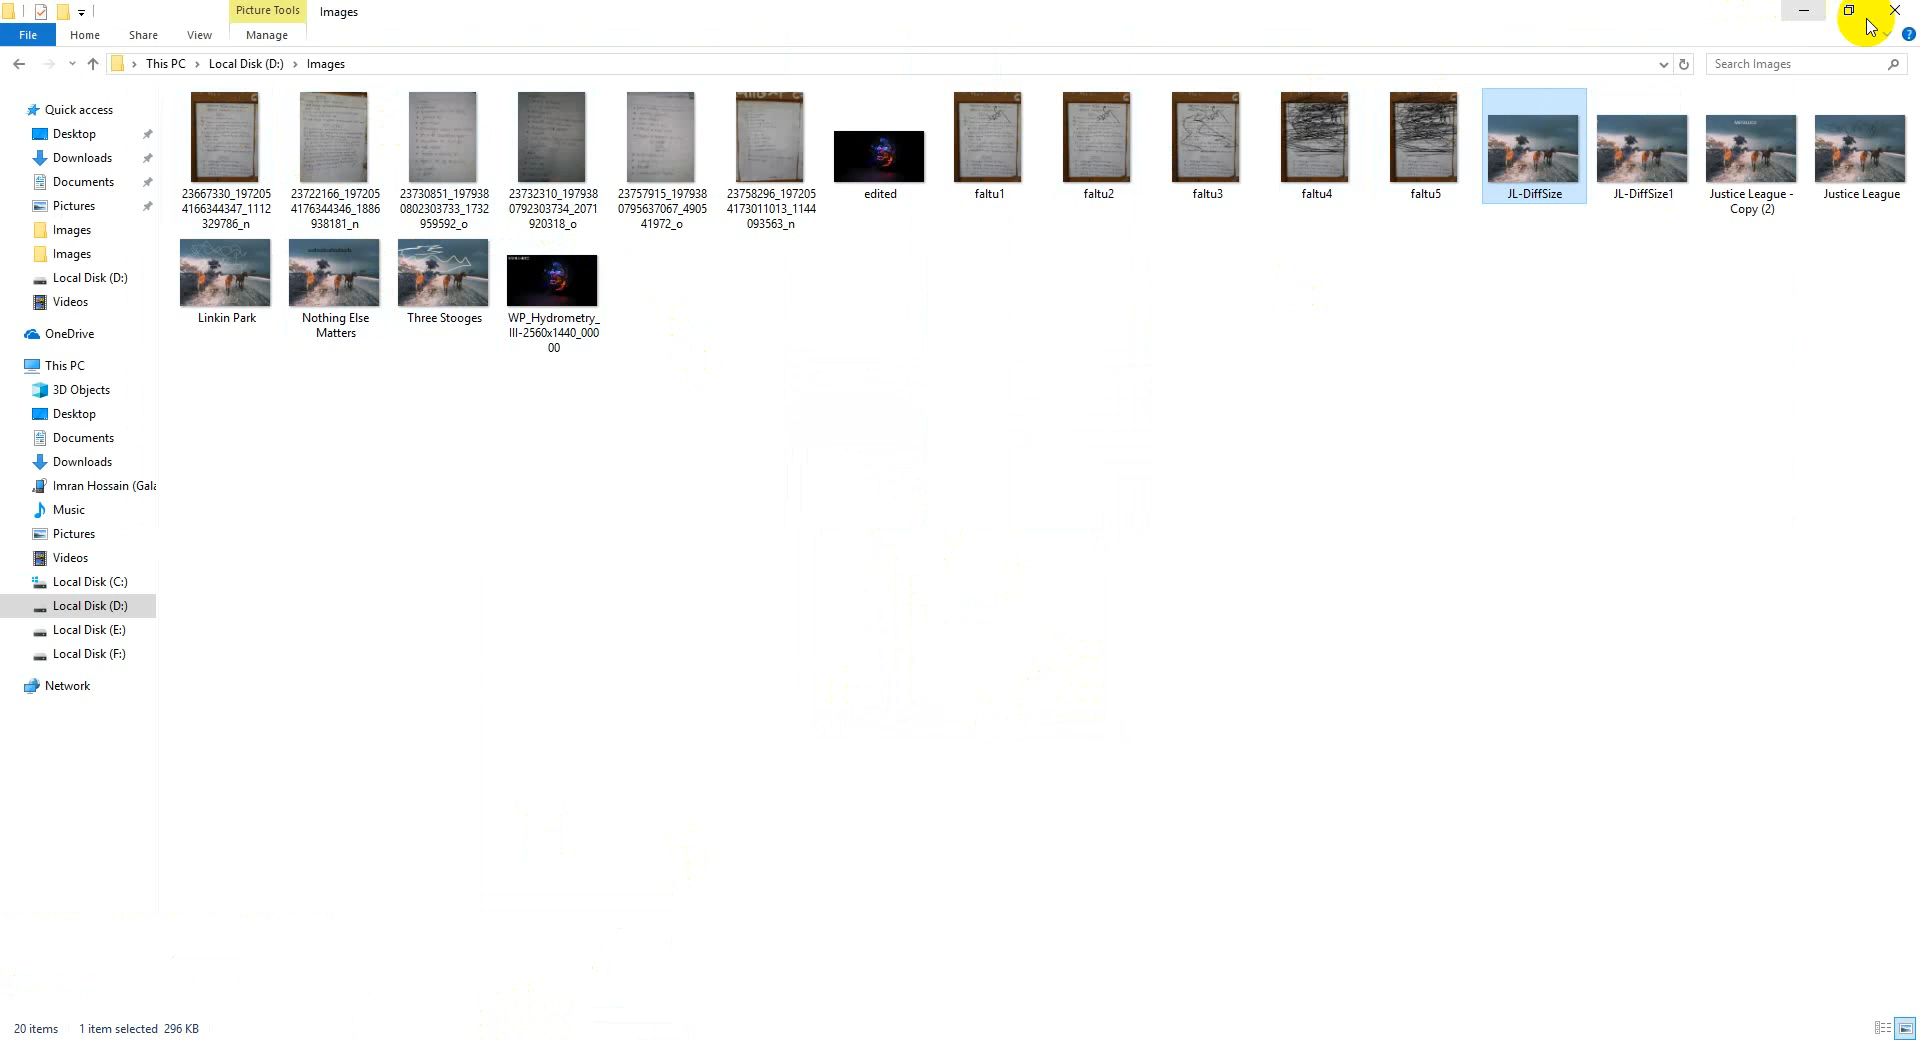 Picture Tools
Images
File
Home
Share
View
Manage
This PC
Local Disk (D:)
Images
Search Images
Quick access
Desktop
Downloads
Documents
Pictures
Images
Images
Local Disk (D:)
Videos
OneDrive
This PC
3D Objects
Desktop
Documents
Downloads
Imran Hossain (Gala
Music
Pictures
Videos
Local Disk (C:)
Local Disk (D:)
Local Disk (E:)
Local Disk (F:)
Network
23667330_197205
4166344347_1112
329786_n
23722166_197205
4176344346_1886
938181_n
23730851_197938
0802303733_1732
959592_o
23732310_197938
0792303734_2071
920318_o
23757915_197938
0795637067_4905
41972_o
23758296_197205
4173011013_1144
093563_n
edited
faltu1
faltu2
faltu3
faltu4
faltu5
JL-DiffSize
JL-DiffSize1
Justice League -
Copy (2)
Justice League
Linkin Park
Nothing Else
Matters
Three Stooges
WP_Hydrometry_
III-2560x1440_000
00
20 items
1 item selected 296 KB